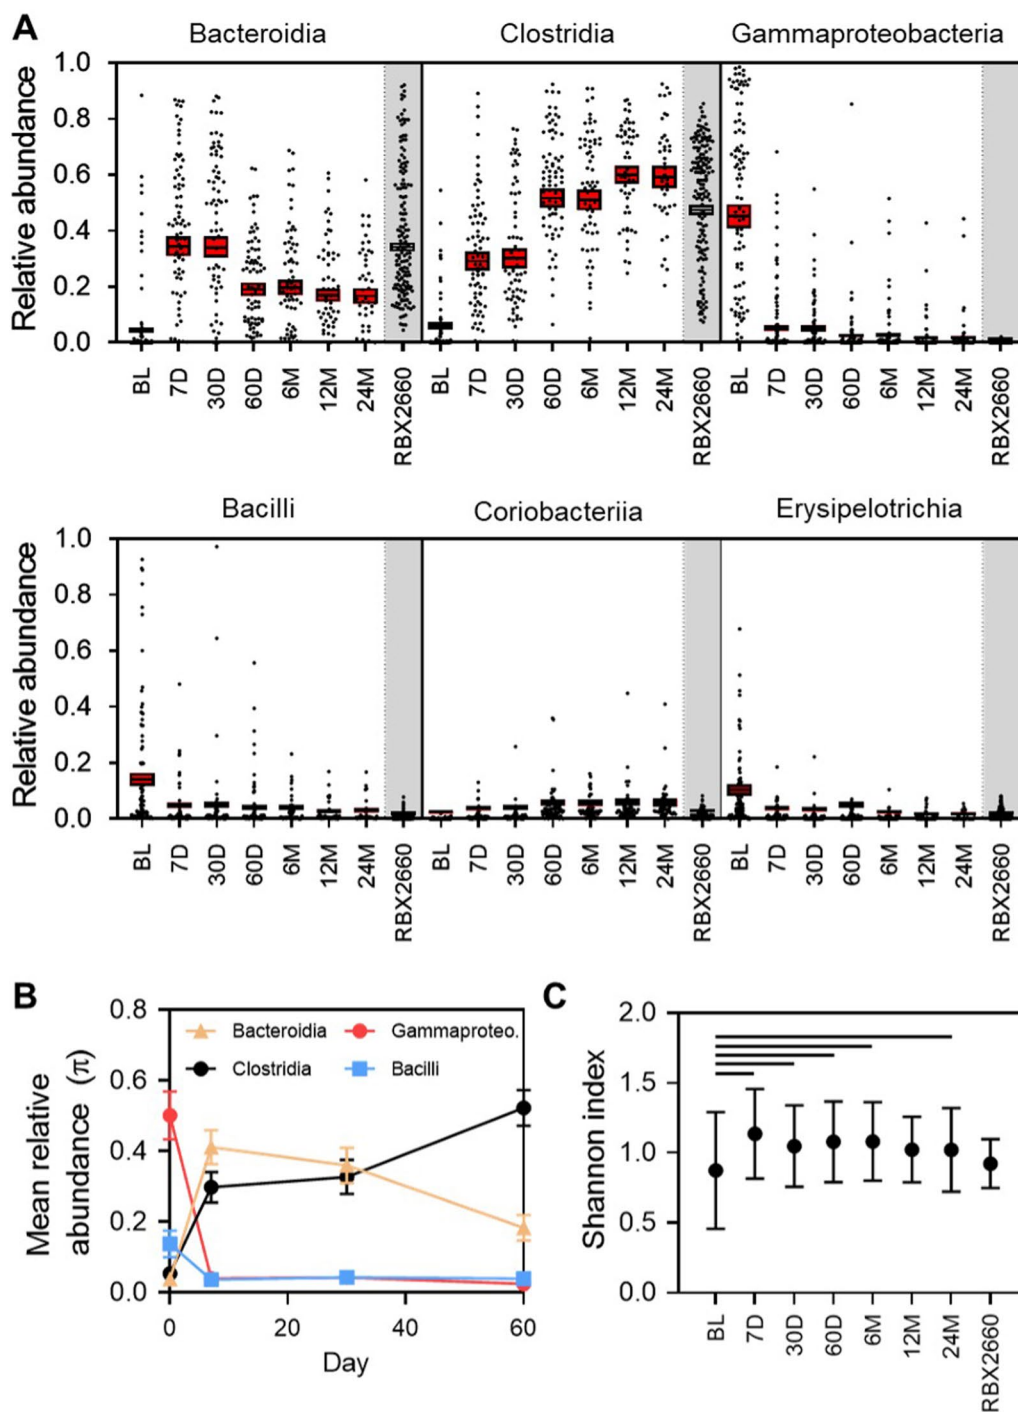 A
Bacteroidia Clostridia Gammaproteobacteria
Relative abundance
1.0
0.8
0.6
0.4
0.2
0.0
BL 7D 30D 60D 6M 12M 24M RBX2660 BL 7D 30D 60D 6M 12M 24M RBX2660 BL 7D 30D 60D 6M 12M 24M RBX2660
Bacilli Coriobacteriia Erysipelotrichia
Relative abundance
1.0
0.8
0.6
0.4
0.2
0.0
BL 7D 30D 60D 6M 12M 24M RBX2660 BL 7D 30D 60D 6M 12M 24M RBX2660 BL 7D 30D 60D 6M 12M 24M RBX2660
B
Mean relative
abundance (π)
0.8
0.6
0.4
0.2
0.0
Bacteroidia Gammaproteo.
Clostridia Bacilli
0 20 40 60
Day
C
Shannon index
2.0
1.5
1.0
0.5
0.0
BL 7D 30D 60D 6M 12M 24M RBX2660